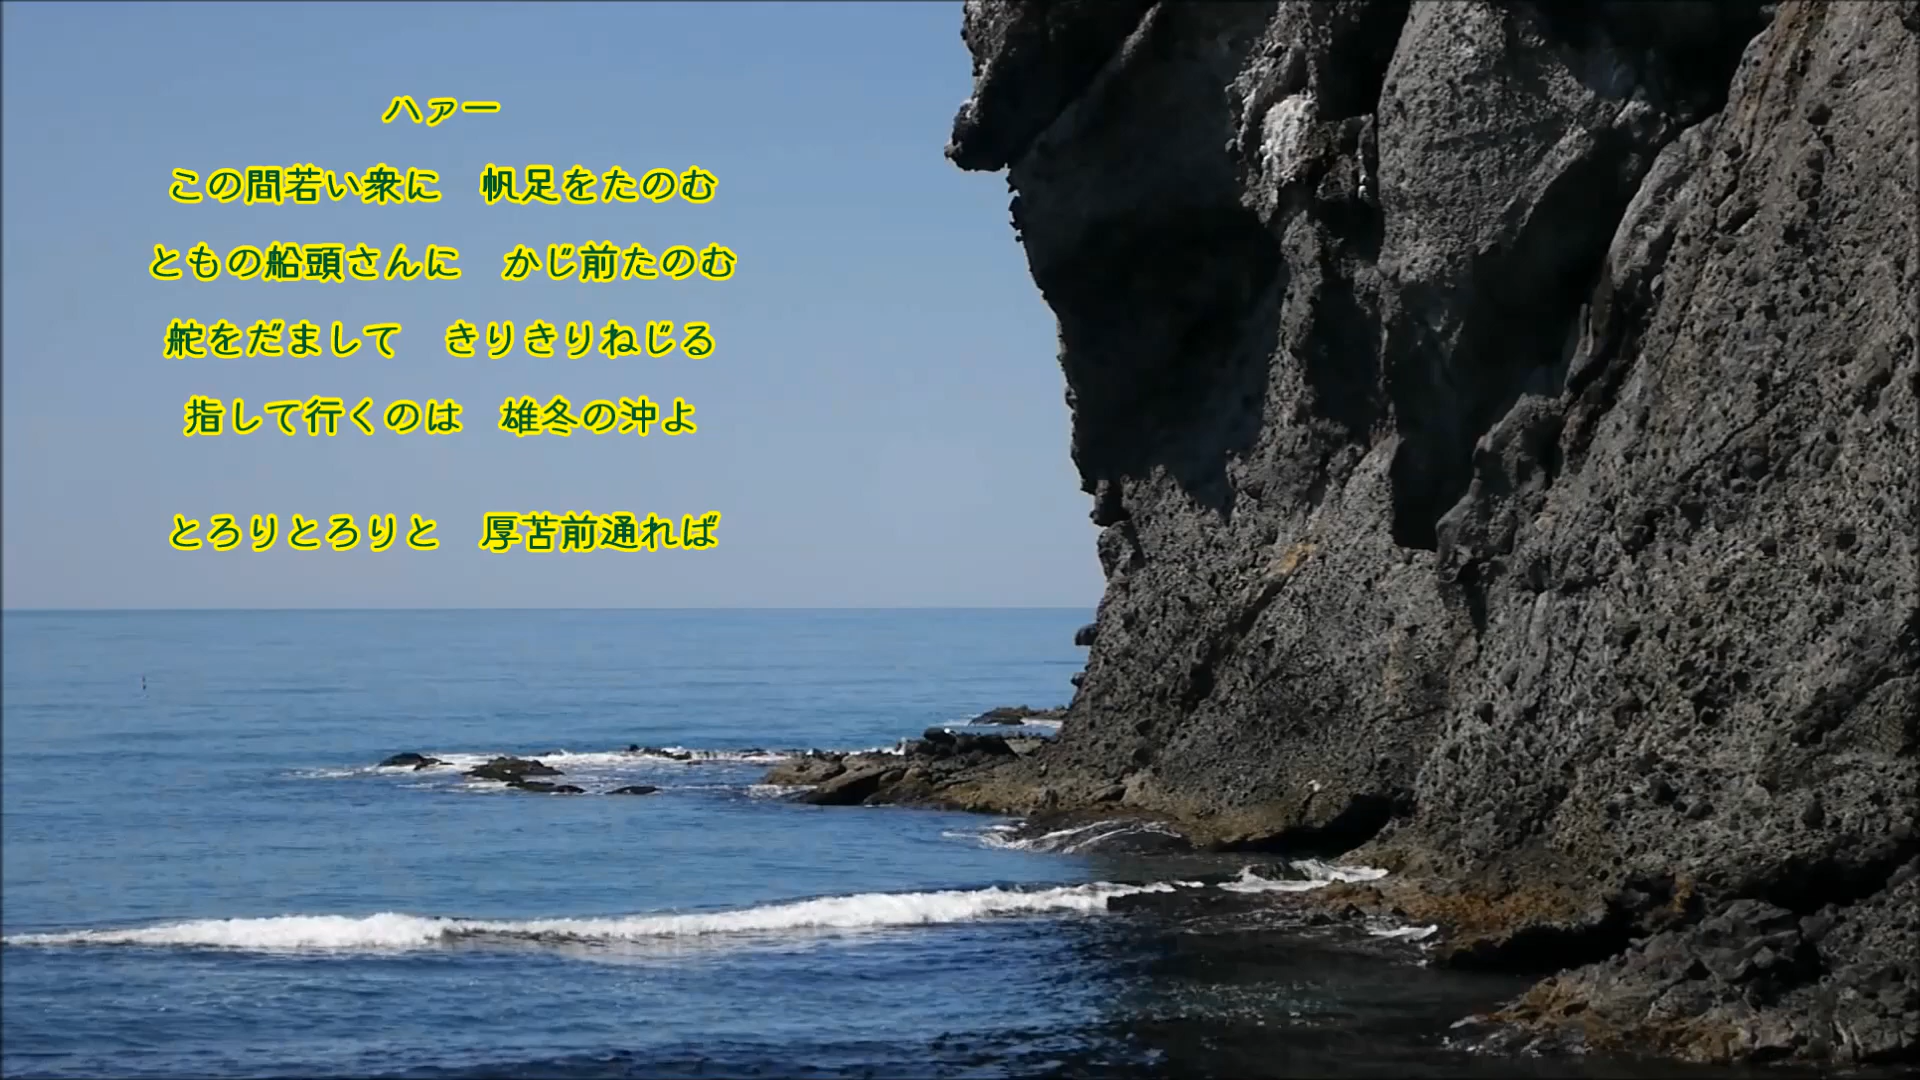 ハァー
この間若い衆に　帆足をたのむ
ともの船頭さんに　かじ前たのむ
舵をだまして　きりきりねじる
指して行くのは　雄冬の沖よ
とろりとろりと　厚苫前通れば